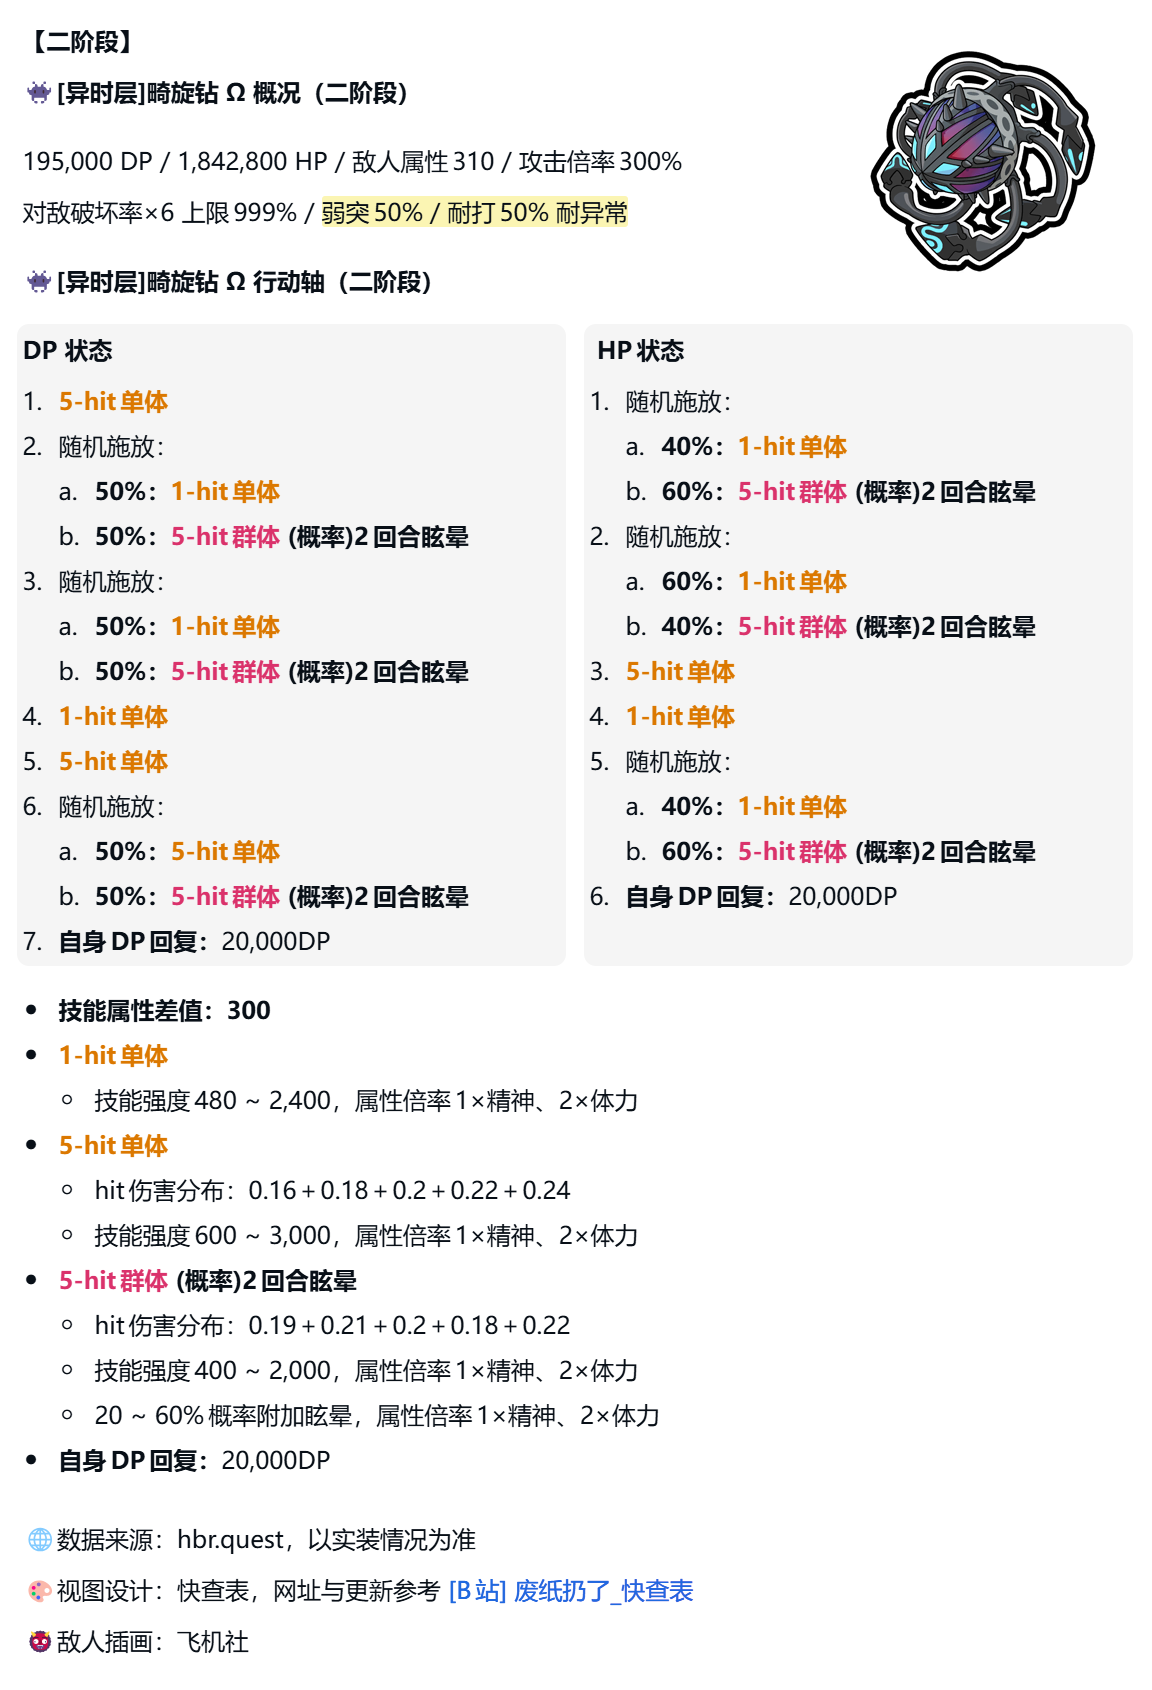 【二阶段】
[异时层]畸旋钻 Ω 概况（二阶段）
195,000 DP / 1,842,800 HP / 敌人属性 310 / 攻击倍率 300%
对敌破坏率×6 上限 999% / 弱突 50% / 耐打 50% 耐异常
[异时层]畸旋钻 Ω 行动轴（二阶段）
DP 状态
1. 5-hit 单体
2. 随机施放：
a. 50%：1-hit 单体
b. 50%：5-hit 群体 (概率)2 回合眩晕
3. 随机施放：
a. 50%：1-hit 单体
b. 50%：5-hit 群体 (概率)2 回合眩晕
4. 1-hit 单体
5. 5-hit 单体
6. 随机施放：
a. 50%：5-hit 单体
b. 50%：5-hit 群体 (概率)2 回合眩晕
7. 自身 DP 回复：20,000DP
HP 状态
1. 随机施放：
a. 40%：1-hit 单体
b. 60%：5-hit 群体 (概率)2 回合眩晕
2. 随机施放：
a. 60%：1-hit 单体
b. 40%：5-hit 群体 (概率)2 回合眩晕
3. 5-hit 单体
4. 1-hit 单体
5. 随机施放：
a. 40%：1-hit 单体
b. 60%：5-hit 群体 (概率)2 回合眩晕
6. 自身 DP 回复：20,000DP
• 技能属性差值：300
• 1-hit 单体
◦ 技能强度 480 ~ 2,400，属性倍率 1×精神、2×体力
• 5-hit 单体
◦ hit 伤害分布：0.16 + 0.18 + 0.2 + 0.22 + 0.24
◦ 技能强度 600 ~ 3,000，属性倍率 1×精神、2×体力
• 5-hit 群体 (概率)2 回合眩晕
◦ hit 伤害分布：0.19 + 0.21 + 0.2 + 0.18 + 0.22
◦ 技能强度 400 ~ 2,000，属性倍率 1×精神、2×体力
◦ 20 ~ 60% 概率附加眩晕，属性倍率 1×精神、2×体力
• 自身 DP 回复：20,000DP
数据来源：hbr.quest，以实装情况为准
视图设计：快查表，网址与更新参考 [B 站] 废纸扔了_快查表
敌人插画：飞机社